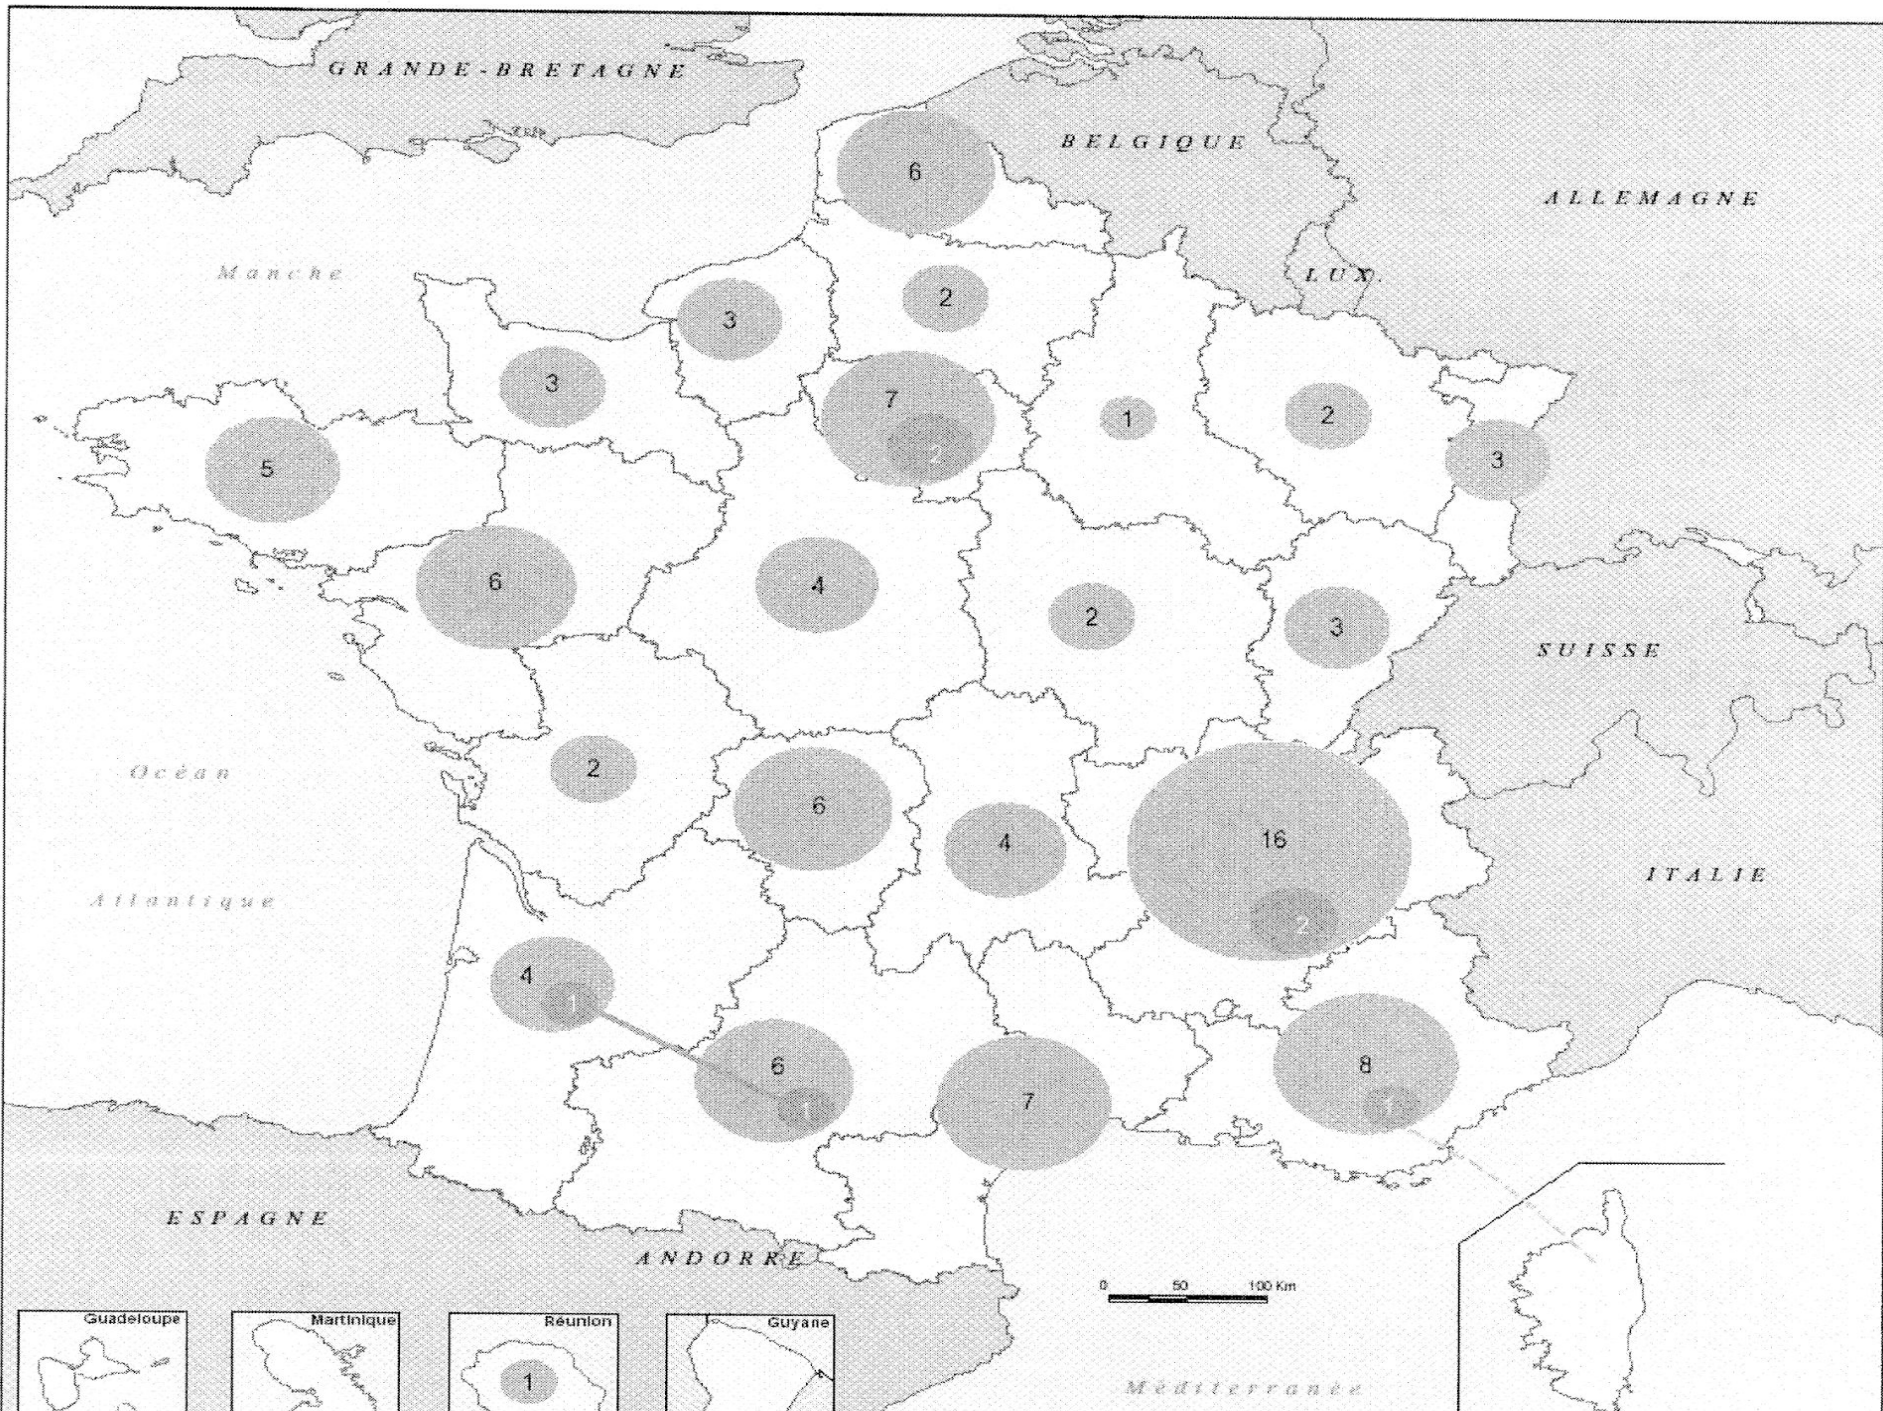 GRANDE-BRETAGNE
BELGIQUE
6
ALLEMAGNE
Manche
LUX.
2
3
3
7
2
1
2
5
3
6
4
2
3
SUISSE
Océan
2
6
4
16
2
ITALIE
Atlantique
4
1
6
1
7
8
1
ESPAGNE
ANDORRE
0 50 100 Km
Guadeloupe
Martinique
Réunion
Guyane
1
Méditerranée